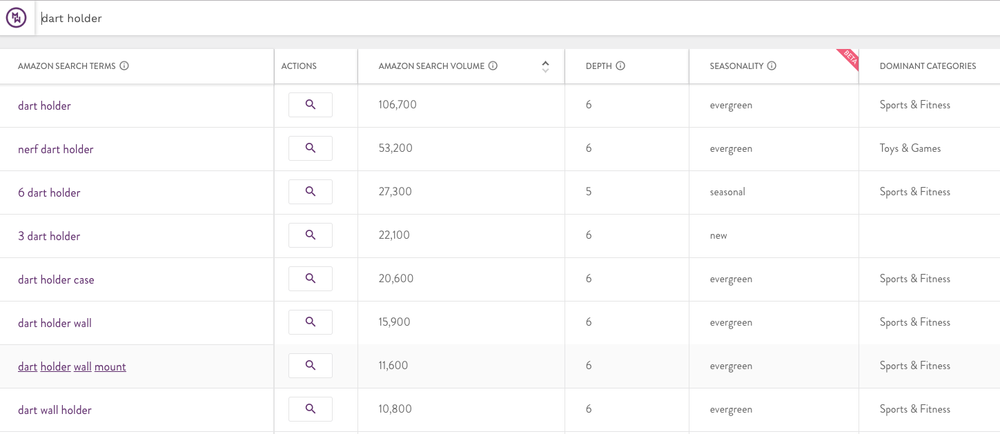 MW dart holder
AMAZON SEARCH TERMS ACTIONS AMAZON SEARCH VOLUME DEPTH SEASONALITY BETA DOMINANT CATEGORIES
dart holder 106,700 6 evergreen Sports & Fitness
nerf dart holder 53,200 6 evergreen Toys & Games
6 dart holder 27,300 5 seasonal Sports & Fitness
3 dart holder 22,100 6 new
dart holder case 20,600 6 evergreen Sports & Fitness
dart holder wall 15,900 6 evergreen Sports & Fitness
dart holder wall mount 11,600 6 evergreen Sports & Fitness
dart wall holder 10,800 6 evergreen Sports & Fitness